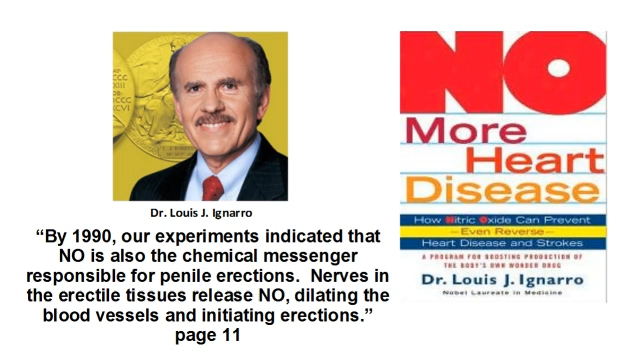 Dr. Louis J. Ignarro
“By 1990, our experiments indicated that
NO is also the chemical messenger
responsible for penile erections.  Nerves in
the erectile tissues release NO, dilating the
blood vessels and initiating erections.”
page 11
NO
More
Heart
Disease
How Nitric Oxide Can Prevent
—Even Reverse—
Heart Disease and Strokes
A PROGRAM FOR BOOSTING PRODUCTION OF
THE BODY'S OWN WONDER DRUG
Dr. Louis J. Ignarro
Nobel Laureate in Medicine